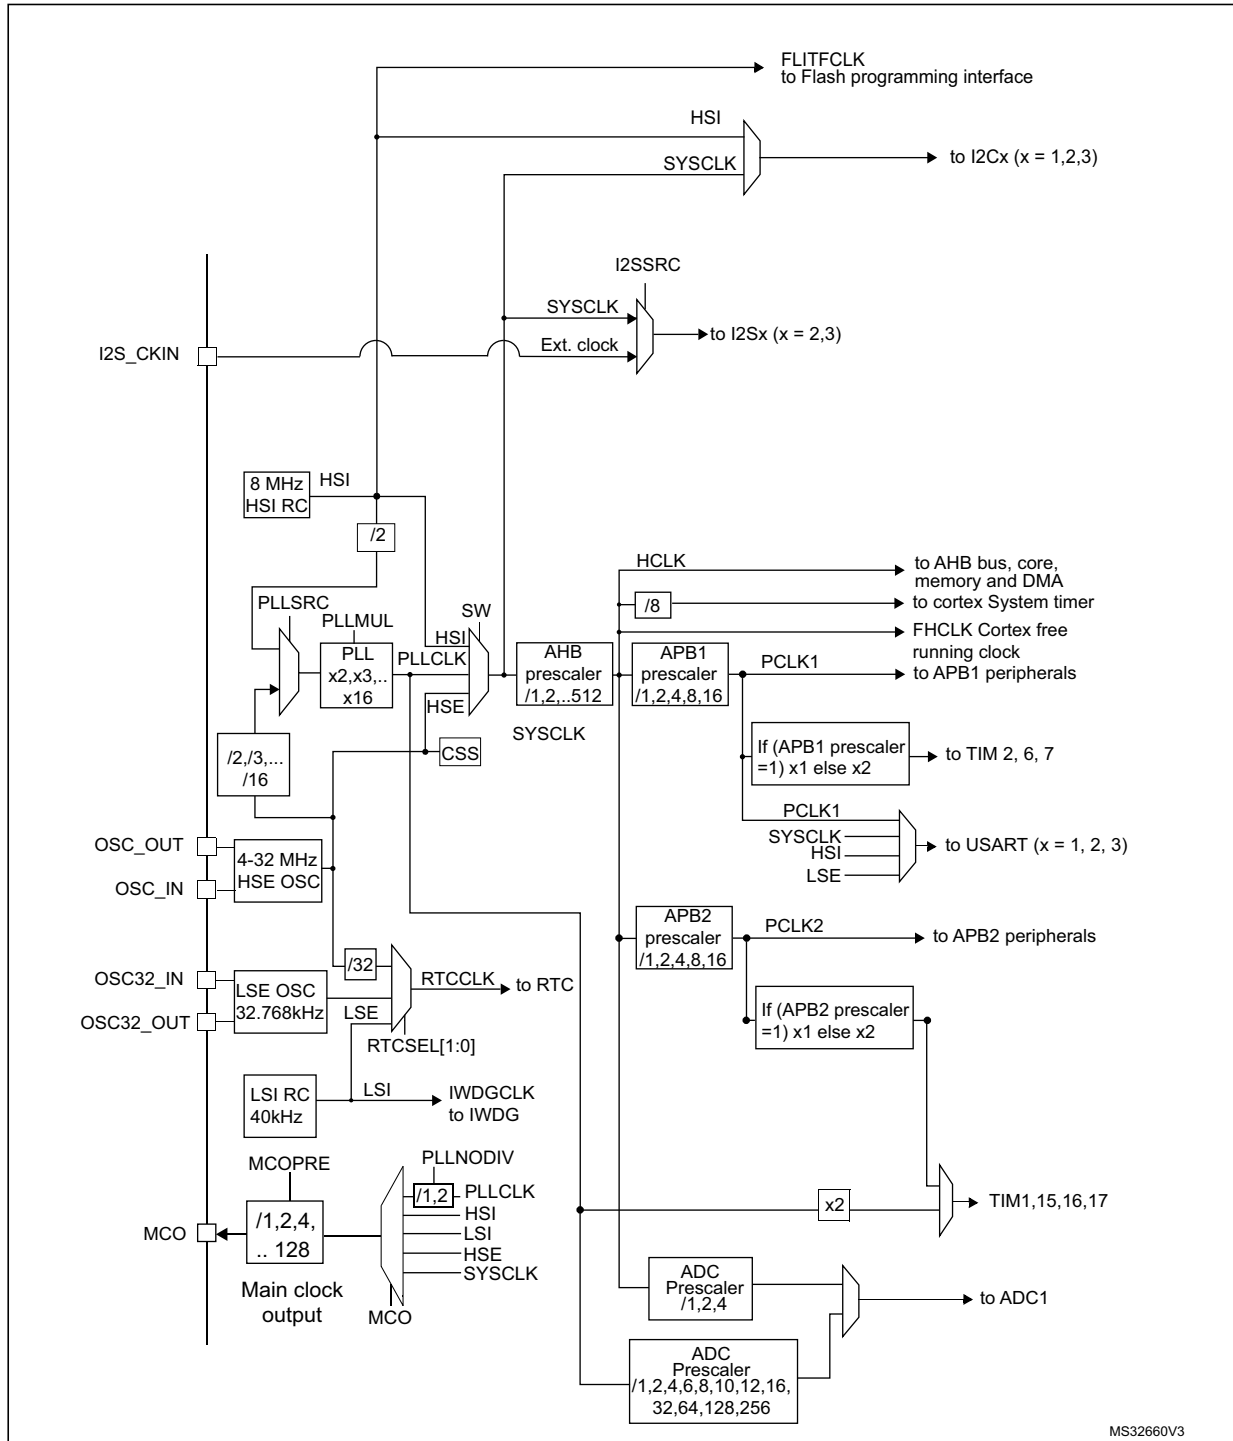 FLITFCLK
to Flash programming interface
HSI
SYSCLK
to I2Cx (x = 1,2,3)
I2SSRC
SYSCLK
to I2Sx (x = 2,3)
I2S_CKIN
Ext. clock
8 MHz
HSI RC
HSI
/2
HCLK
to AHB bus, core,
memory and DMA
/8
to cortex System timer
FHCLK Cortex free
running clock
PLLSRC
PLLMUL
PLL
x2,x3,..
x16
PLLCLK
SW
HSI
HSE
AHB
prescaler
/1,2,..512
SYSCLK
APB1
prescaler
/1,2,4,8,16
PCLK1
to APB1 peripherals
/2,/3,...
/16
CSS
If (APB1 prescaler
=1) x1 else x2
to TIM 2, 6, 7
PCLK1
SYSCLK
HSI
LSE
to USART (x = 1, 2, 3)
OSC_OUT
OSC_IN
4-32 MHz
HSE OSC
APB2
prescaler
/1,2,4,8,16
PCLK2
to APB2 peripherals
/32
OSC32_IN
OSC32_OUT
LSE OSC
32.768kHz
LSE
RTCCLK
to RTC
RTCSEL[1:0]
If (APB2 prescaler
=1) x1 else x2
LSI RC
40kHz
LSI
IWDGCLK
to IWDG
MCOPRE
PLLNODIV
/1,2
PLLCLK
HSI
LSI
HSE
SYSCLK
MCO
/1,2,4,
.. 128
Main clock
output
MCO
x2
TIM1,15,16,17
ADC
Prescaler
/1,2,4
to ADC1
ADC
Prescaler
/1,2,4,6,8,10,12,16,
32,64,128,256
MS32660V3